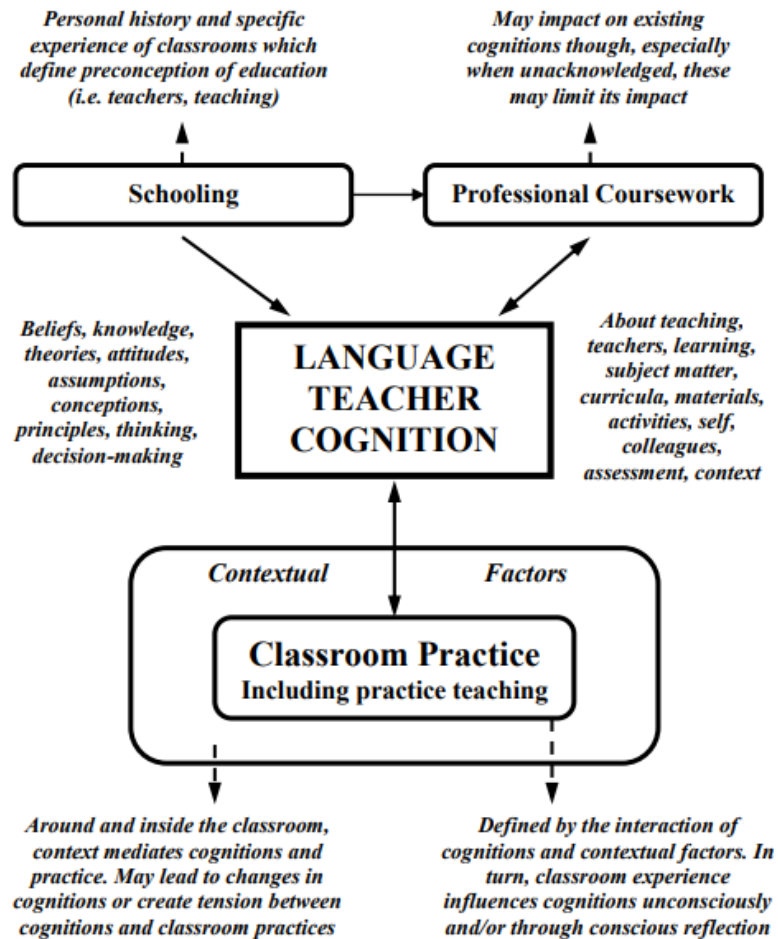 Personal history and specific
experience of classrooms which
define preconception of education
(i.e. teachers, teaching)
May impact on existing
cognitions though, especially
when unacknowledged, these
may limit its impact
Schooling
Professional Coursework
Beliefs, knowledge,
theories, attitudes,
assumptions,
conceptions,
principles, thinking,
decision-making
LANGUAGE
TEACHER
COGNITION
About teaching,
teachers, learning,
subject matter,
curricula, materials,
activities, self,
colleagues,
assessment, context
Contextual Factors
Classroom Practice
Including practice teaching
Around and inside the classroom,
context mediates cognitions and
practice. May lead to changes in
cognitions or create tension between
cognitions and classroom practices
Defined by the interaction of
cognitions and contextual factors. In
turn, classroom experience
influences cognitions unconsciously
and/or through conscious reflection